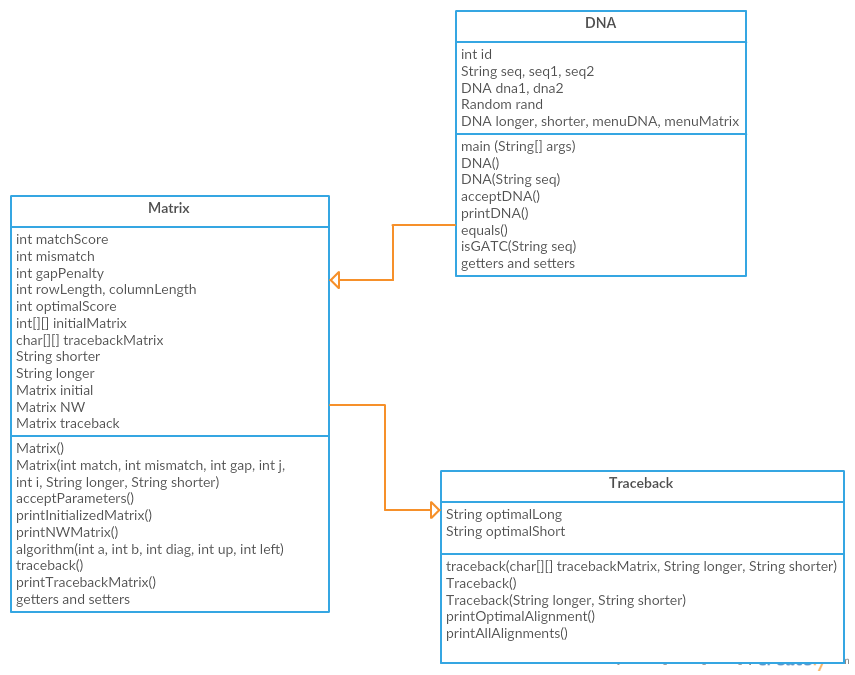 DNA
int id
String seq, seq1, seq2
DNA dna1, dna2
Random rand
DNA longer, shorter, menuDNA, menuMatrix
main (String[] args)
DNA()
DNA(String seq)
acceptDNA()
printDNA()
equals()
isGATC(String seq)
getters and setters
Matrix
int matchScore
int mismatch
int gapPenalty
int rowLength, columnLength
int optimalScore
int[][] initialMatrix
char[][] tracebackMatrix
String shorter
String longer
Matrix initial
Matrix NW
Matrix traceback
Matrix()
Matrix(int match, int mismatch, int gap, int j,
int i, String longer, String shorter)
acceptParameters()
printInitializedMatrix()
printNWMatrix()
algorithm(int a, int b, int diag, int up, int left)
traceback()
printTracebackMatrix()
getters and setters
Traceback
String optimalLong
String optimalShort
traceback(char[][] tracebackMatrix, String longer, String shorter)
Traceback()
Traceback(String longer, String shorter)
printOptimalAlignment()
printAllAlignments()